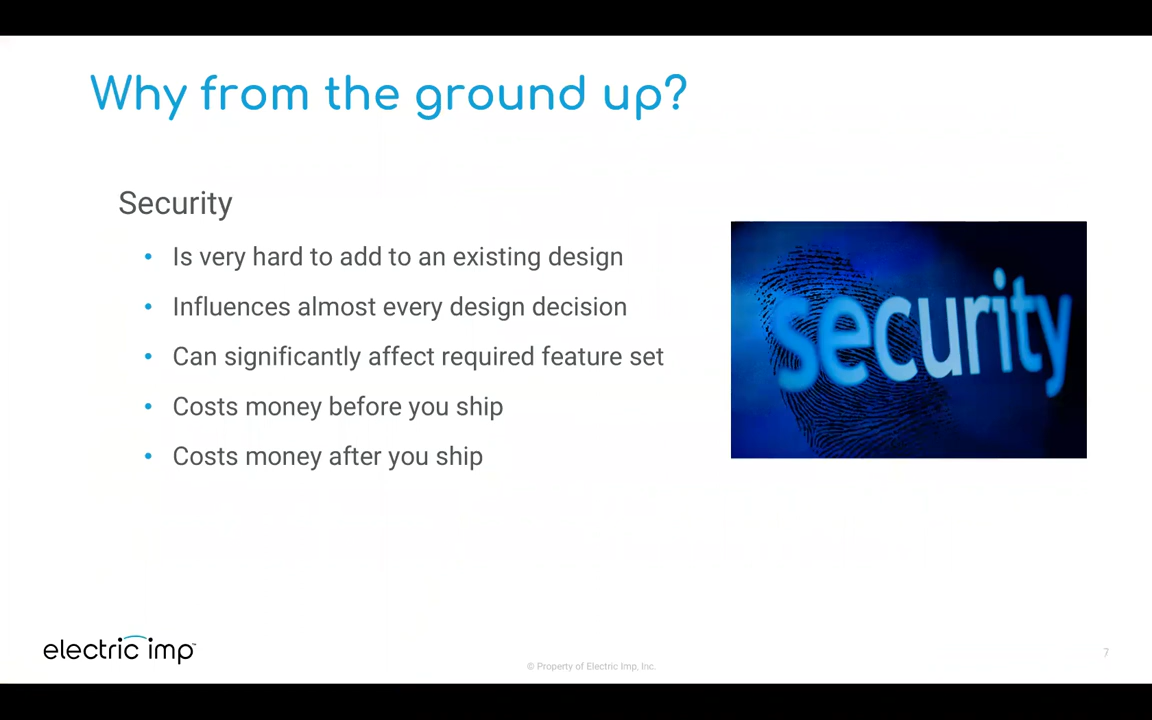 Why from the ground up?
Security
• Is very hard to add to an existing design
• Influences almost every design decision
• Can significantly affect required feature set
• Costs money before you ship
• Costs money after you ship
security
electric imp™
© Property of Electric Imp, Inc.
7